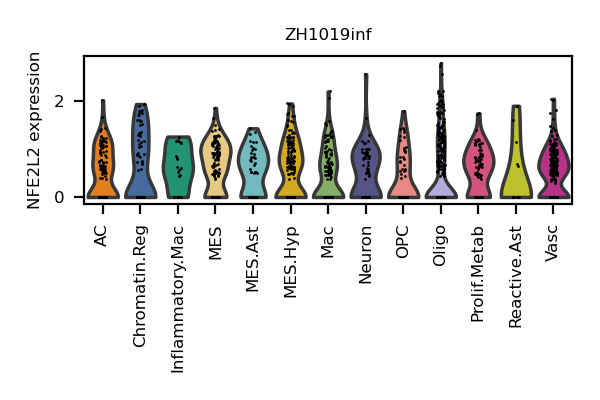 ZH1019inf
NFE2L2 expression
2
0
AC
Chromatin.Reg
Inflammatory.Mac
MES
MES.Ast
MES.Hyp
Mac
Neuron
OPC
Oligo
Prolif.Metab
Reactive.Ast
Vasc